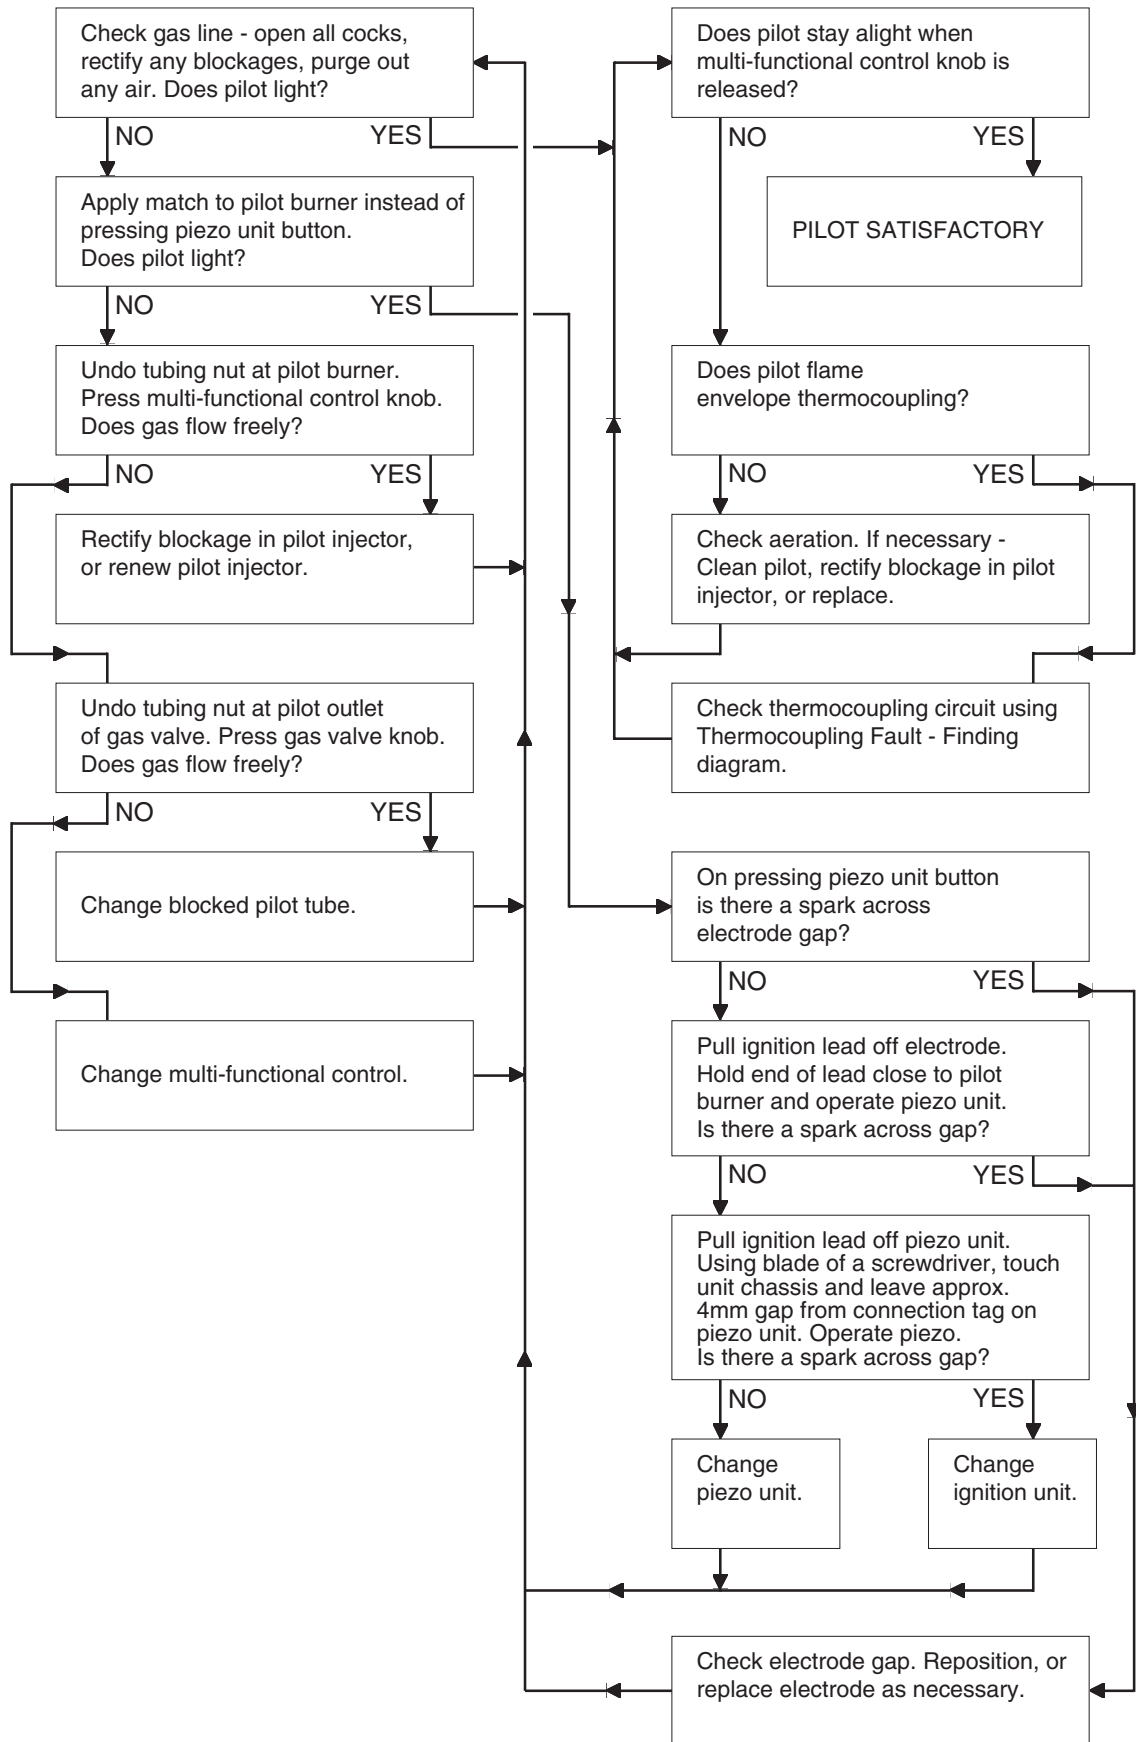 Check gas line - open all cocks,
rectify any blockages, purge out
any air. Does pilot light?
NO
YES
Apply match to pilot burner instead of
pressing piezo unit button.
Does pilot light?
NO
YES
Undo tubing nut at pilot burner.
Press multi-functional control knob.
Does gas flow freely?
NO
YES
Rectify blockage in pilot injector,
or renew pilot injector.
Undo tubing nut at pilot outlet
of gas valve. Press gas valve knob.
Does gas flow freely?
NO
YES
Change blocked pilot tube.
Change multi-functional control.
Does pilot stay alight when
multi-functional control knob is
released?
NO
YES
PILOT SATISFACTORY
Does pilot flame
envelope thermocoupling?
NO
YES
Check aeration. If necessary -
Clean pilot, rectify blockage in pilot
injector, or replace.
Check thermocoupling circuit using
Thermocoupling Fault - Finding
diagram.
On pressing piezo unit button
is there a spark across
electrode gap?
NO
YES
Pull ignition lead off electrode.
Hold end of lead close to pilot
burner and operate piezo unit.
Is there a spark across gap?
NO
YES
Pull ignition lead off piezo unit.
Using blade of a screwdriver, touch
unit chassis and leave approx.
4mm gap from connection tag on
piezo unit. Operate piezo.
Is there a spark across gap?
NO
YES
Change
piezo unit.
Change
ignition unit.
Check electrode gap. Reposition, or
replace electrode as necessary.